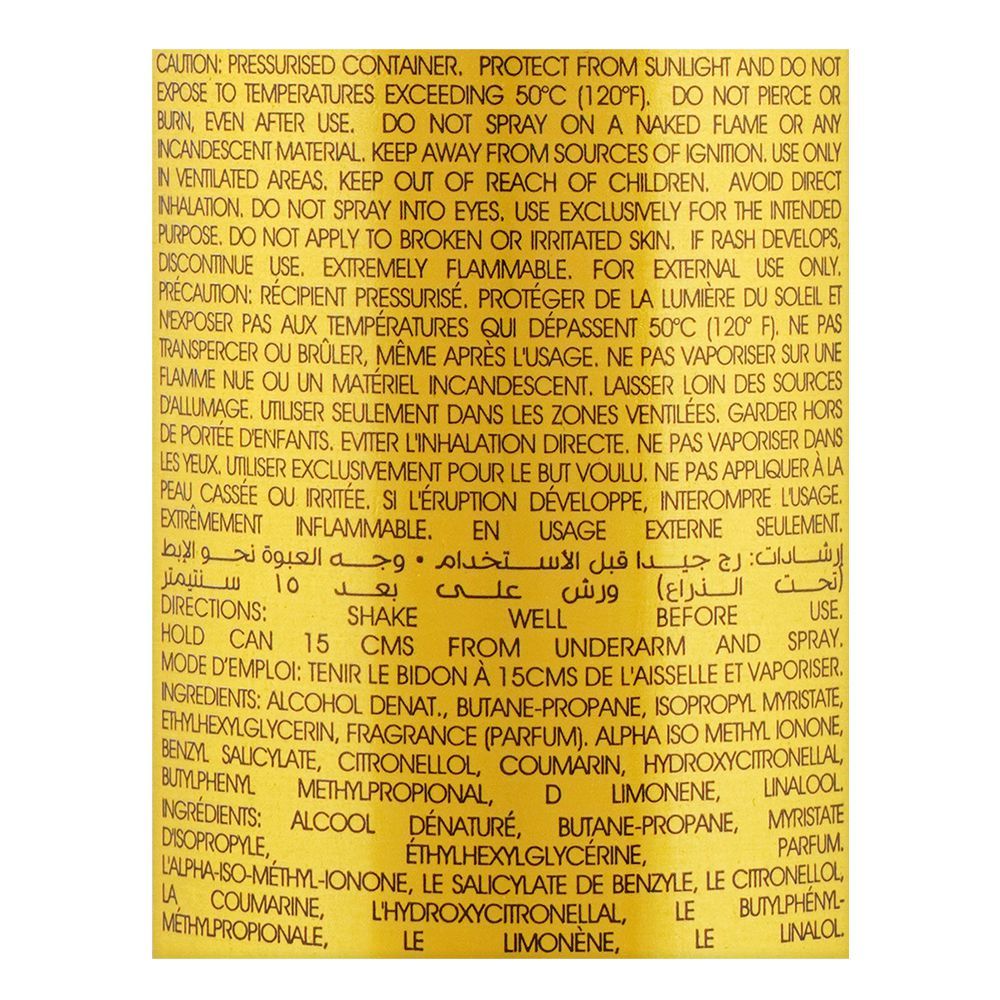 CAUTION: PRESSURISED CONTAINER. PROTECT FROM SUNLIGHT AND DO NOT
EXPOSE TO TEMPERATURES EXCEEDING 50°C (120°F). DO NOT PIERCE OR
BURN, EVEN AFTER USE. DO NOT SPRAY ON A NAKED FLAME OR ANY
INCANDESCENT MATERIAL. KEEP AWAY FROM SOURCES OF IGNITION. USE ONLY
IN VENTILATED AREAS. KEEP OUT OF REACH OF CHILDREN. AVOID DIRECT
INHALATION. DO NOT SPRAY INTO EYES. USE EXCLUSIVELY FOR THE INTENDED
PURPOSE. DO NOT APPLY TO BROKEN OR IRRITATED SKIN. IF RASH DEVELOPS,
DISCONTINUE USE. EXTREMELY FLAMMABLE. FOR EXTERNAL USE ONLY.
PRÉCAUTION: RÉCIPIENT PRESSURISÉ. PROTÉGER DE LA LUMIÈRE DU SOLEIL ET
N'EXPOSER PAS AUX TEMPÉRATURES QUI DÉPASSENT 50°C (120° F). NE PAS
TRANSPERCER OU BRÛLER, MÊME APRÈS L'USAGE. NE PAS VAPORISER SUR UNE
FLAMME NUE OU UN MATÉRIEL INCANDESCENT. LAISSER LOIN DES SOURCES
D'ALLUMAGE. UTILISER SEULEMENT DANS LES ZONES VENTILÉES. GARDER HORS
DE PORTÉE D'ENFANTS. EVITER L'INHALATION DIRECTE. NE PAS VAPORISER DANS
LES YEUX. UTILISER EXCLUSIVEMENT POUR LE BUT VOULU. NE PAS APPLIQUER À LA
PEAU CASSÉE OU IRRITÉE. SI L'ÉRUPTION DÉVELOPPE, INTEROMPRE L'USAGE.
EXTRÊMEMENT INFLAMMABLE. EN USAGE EXTERNE SEULEMENT.
إرشادات: رج جيدا قبل الأستخدام • وجه العبوة نحو الإبط
(تحت الذراع) ورش على بعد ١٥ سنتيمتر
DIRECTIONS: SHAKE WELL BEFORE USE.
HOLD CAN 15 CMS FROM UNDERARM AND SPRAY.
MODE D'EMPLOI: TENIR LE BIDON À 15CMS DE L'AISSELLE ET VAPORISER.
INGREDIENTS: ALCOHOL DENAT., BUTANE-PROPANE, ISOPROPYL MYRISTATE,
ETHYLHEXYLGLYCERIN, FRAGRANCE (PARFUM). ALPHA ISO METHYL IONONE,
BENZYL SALICYLATE, CITRONELLOL, COUMARIN, HYDROXYCITRONELLAL,
BUTYLPHENYL METHYLPROPIONAL, D LIMONENE, LINALOOL.
INGRÉDIENTS: ALCOOL DÉNATURÉ, BUTANE-PROPANE, MYRISTATE
D'ISOPROPYLE, ÉTHYLHEXYLGLYCÉRINE, PARFUM.
L'ALPHA-ISO-MÉTHYL-IONONE, LE SALICYLATE DE BENZYLE, LE CITRONELLOL,
LA COUMARINE, L'HYDROXYCITRONELLAL, LE BUTYLPHÉNYL-
MÉTHYLPROPIONALE, LE LIMONÈNE, LE LINALOL.